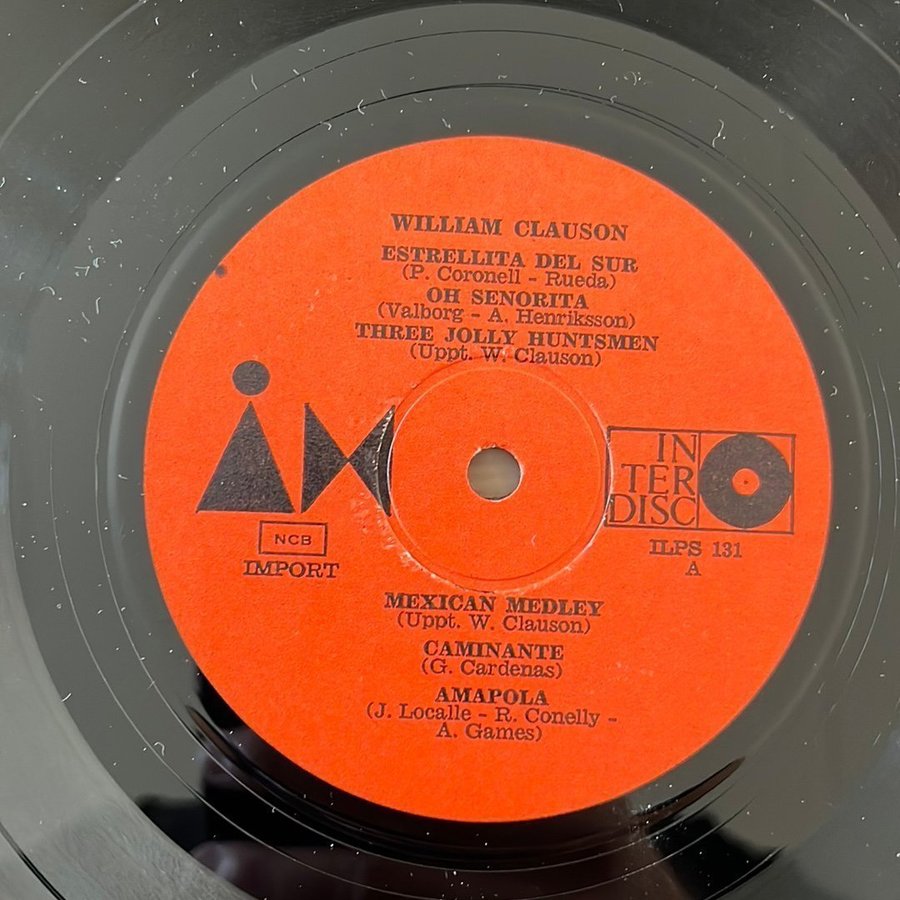 WILLIAM CLAUSON
ESTRELLITA DEL SUR
(P. Coronell - Rueda)
OH SENORITA
(Valborg - A. Henriksson)
THREE JOLLY HUNTSMEN
(Uppt. W. Clauson)
IN
TER
DISC
NCB
IMPORT
ILPS 131
A
MEXICAN MEDLEY
(Uppt. W. Clauson)
CAMINANTE
(G. Cardenas)
AMAPOLA
(J. Localle - R. Conelly -
A. Games)